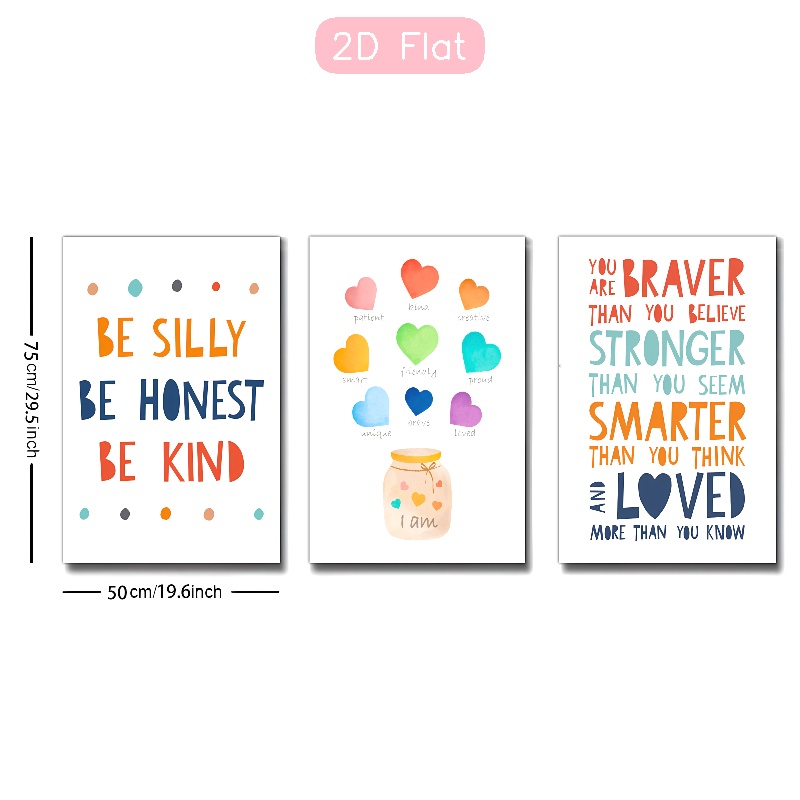 2D Flat
75cm/29.5inch
50cm/19.6inch
BE SILLY
BE HONEST
BE KIND
patient
kind
creative
smart
friendly
proud
unique
brave
loved
I am
YOU ARE BRAVER
THAN YOU BELIEVE
STRONGER
THAN YOU SEEM
SMARTER
THAN YOU THINK
AND LOVED
MORE THAN YOU KNOW